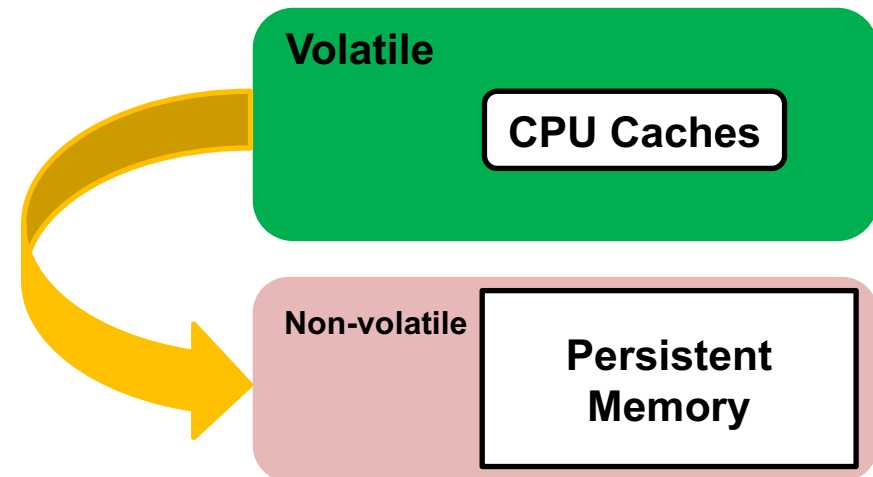 Volatile
CPU Caches
Non-volatile
Persistent
Memory